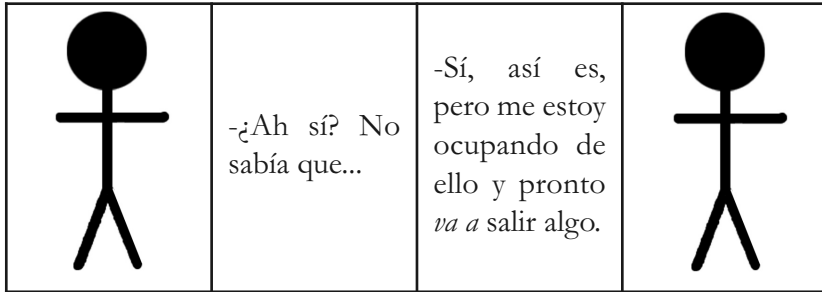 -¿Ah sí? No
sabía que...
-Sí, así es,
pero me estoy
ocupando de
ello y pronto
va a salir algo.